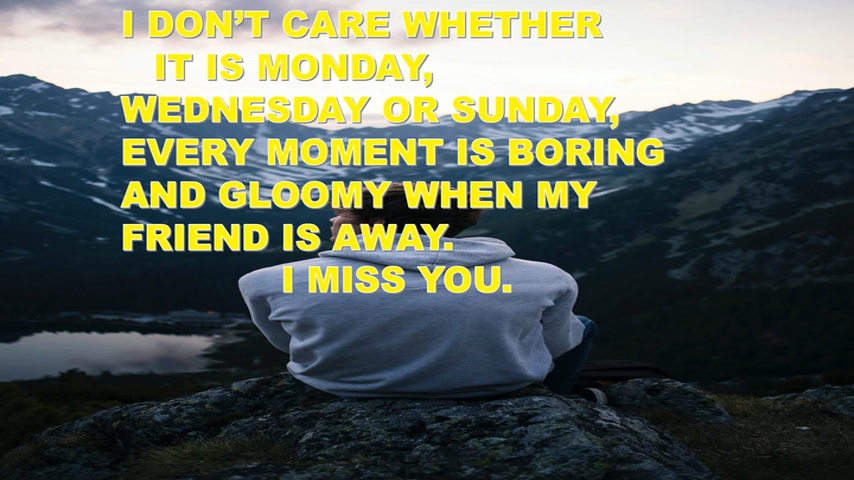 I DON’T CARE WHETHER
IT IS MONDAY,
WEDNESDAY OR SUNDAY,
EVERY MOMENT IS BORING
AND GLOOMY WHEN MY
FRIEND IS AWAY.
I MISS YOU.